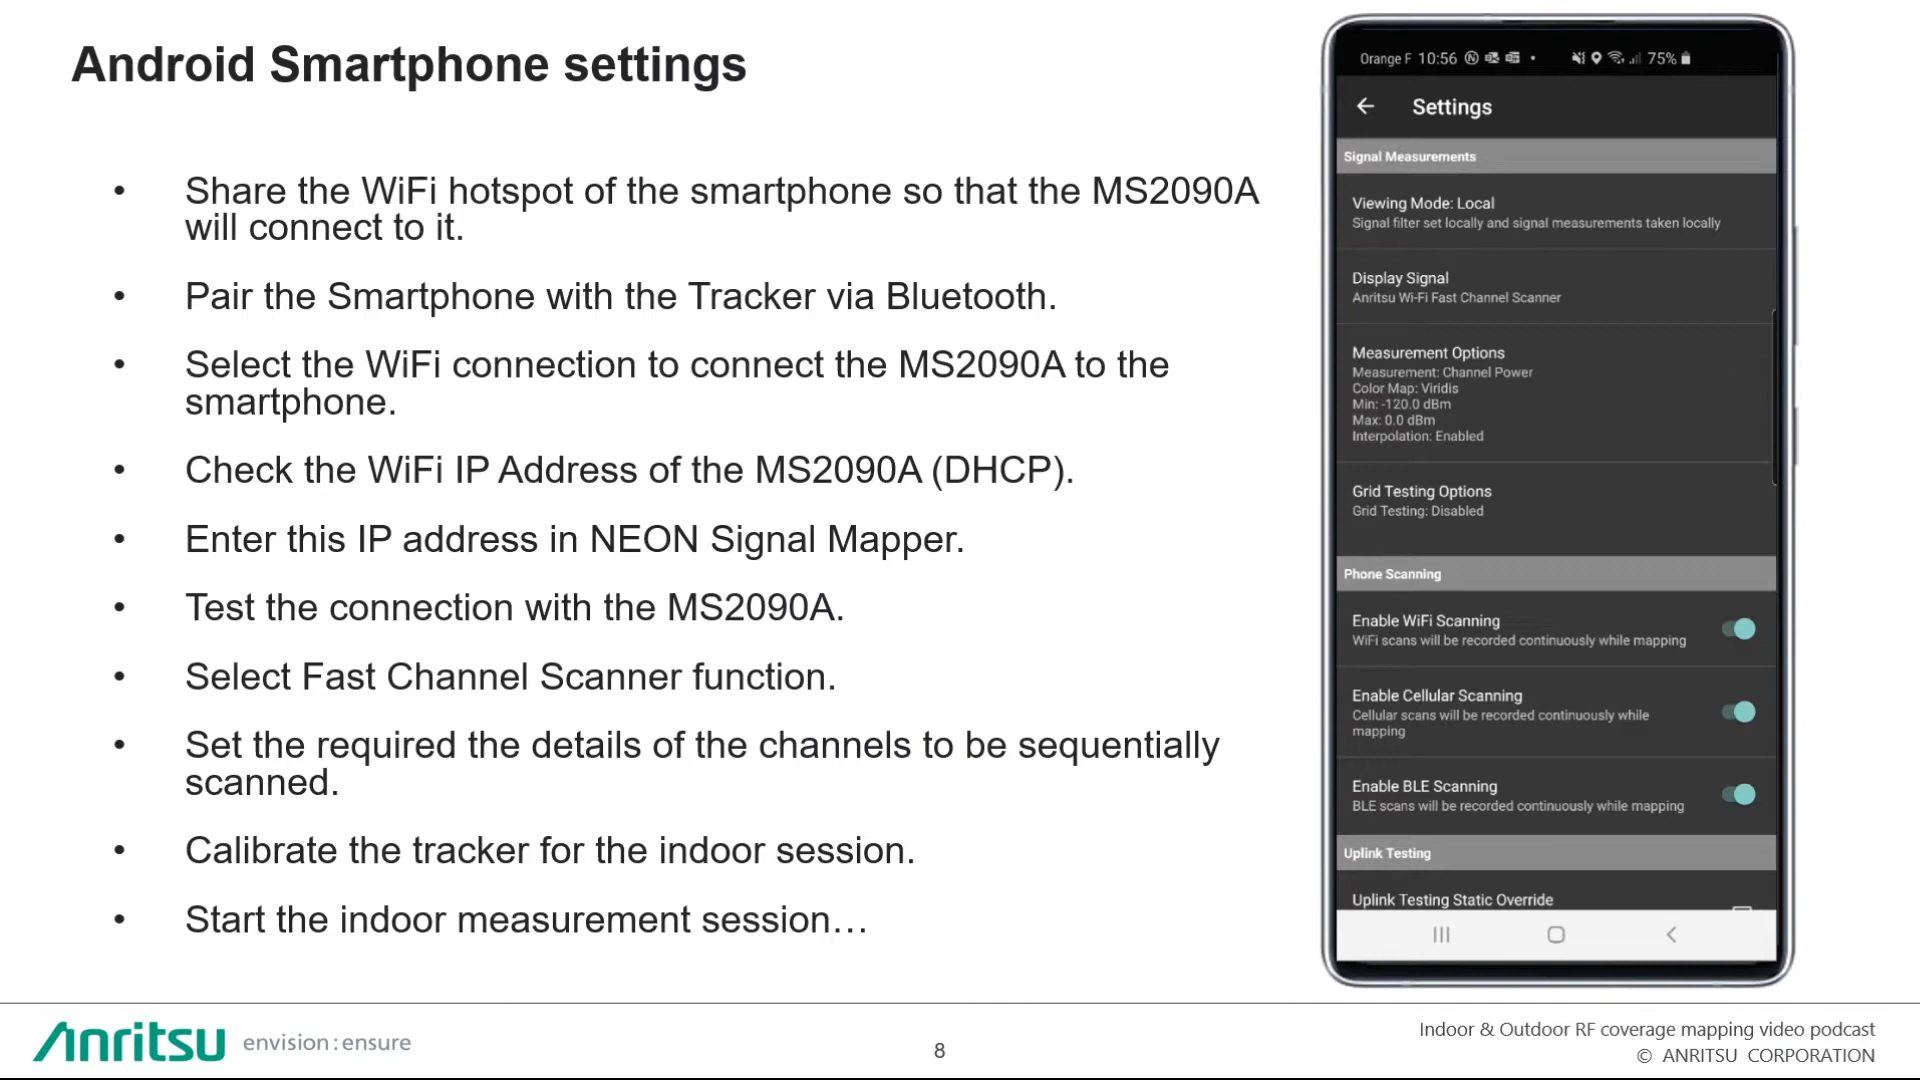 Android Smartphone settings
• Share the WiFi hotspot of the smartphone so that the MS2090A
will connect to it.
• Pair the Smartphone with the Tracker via Bluetooth.
• Select the WiFi connection to connect the MS2090A to the
smartphone.
• Check the WiFi IP Address of the MS2090A (DHCP).
• Enter this IP address in NEON Signal Mapper.
• Test the connection with the MS2090A.
• Select Fast Channel Scanner function.
• Set the required the details of the channels to be sequentially
scanned.
• Calibrate the tracker for the indoor session.
• Start the indoor measurement session…
Orange F 10:56 75%
Settings
Signal Measurements
Viewing Mode: Local
Signal filter set locally and signal measurements taken locally
Display Signal
Anritsu Wi-Fi Fast Channel Scanner
Measurement Options
Measurement: Channel Power
Color Map: Viridis
Min: -120.0 dBm
Max: 0.0 dBm
Interpolation: Enabled
Grid Testing Options
Grid Testing: Disabled
Phone Scanning
Enable WiFi Scanning
WiFi scans will be recorded continuously while mapping
Enable Cellular Scanning
Cellular scans will be recorded continuously while
mapping
Enable BLE Scanning
BLE scans will be recorded continuously while mapping
Uplink Testing
Uplink Testing Static Override
Anritsu envision : ensure
8
Indoor & Outdoor RF coverage mapping video podcast
© ANRITSU CORPORATION